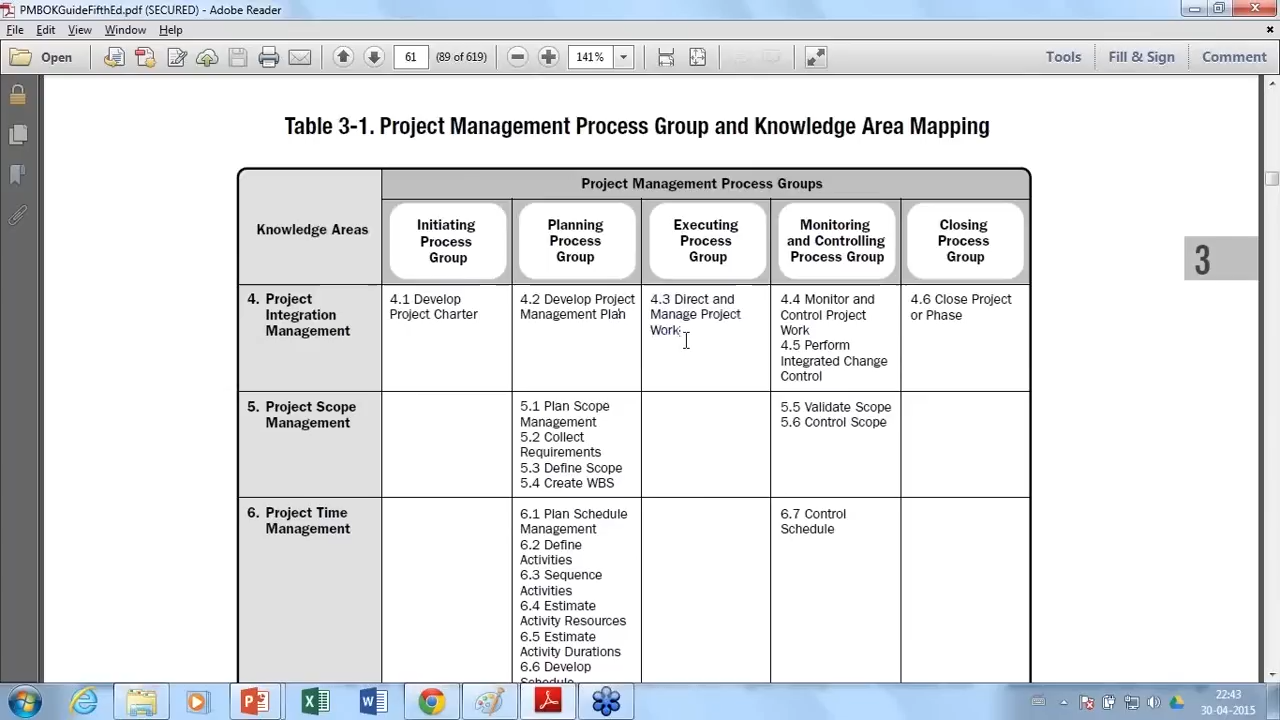 PMBOKGuideFifthEd.pdf (SECURED) - Adobe Reader
File Edit View Window Help
Open 61 (89 of 619) 141% Tools Fill & Sign Comment
Table 3-1. Project Management Process Group and Knowledge Area Mapping
Project Management Process Groups
Knowledge Areas
Initiating
Process
Group
Planning
Process
Group
Executing
Process
Group
Monitoring
and Controlling
Process Group
Closing
Process
Group
3
4. Project
Integration
Management
4.1 Develop
Project Charter
4.2 Develop Project
Management Plan
4.3 Direct and
Manage Project
Work
4.4 Monitor and
Control Project
Work
4.5 Perform
Integrated Change
Control
4.6 Close Project
or Phase
5. Project Scope
Management
5.1 Plan Scope
Management
5.2 Collect
Requirements
5.3 Define Scope
5.4 Create WBS
5.5 Validate Scope
5.6 Control Scope
6. Project Time
Management
6.1 Plan Schedule
Management
6.2 Define
Activities
6.3 Sequence
Activities
6.4 Estimate
Activity Resources
6.5 Estimate
Activity Durations
6.6 Develop
Schedule
6.7 Control
Schedule
22:43
30-04-2015